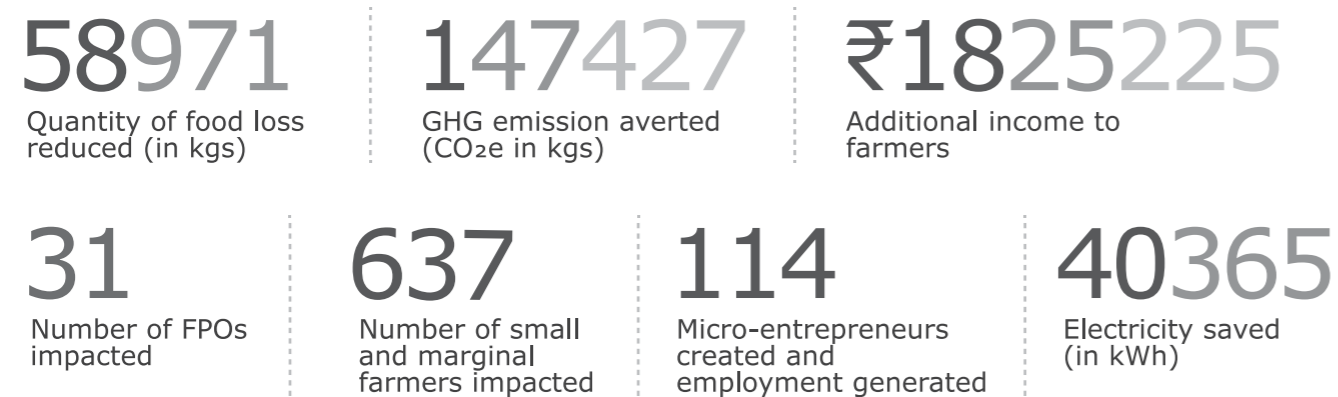 58971
Quantity of food loss
reduced (in kgs)
147427
GHG emission averted
(CO₂e in kgs)
₹1825225
Additional income to
farmers
31
Number of FPOs
impacted
637
Number of small
and marginal
farmers impacted
114
Micro-entrepreneurs
created and
employment generated
40365
Electricity saved
(in kWh)